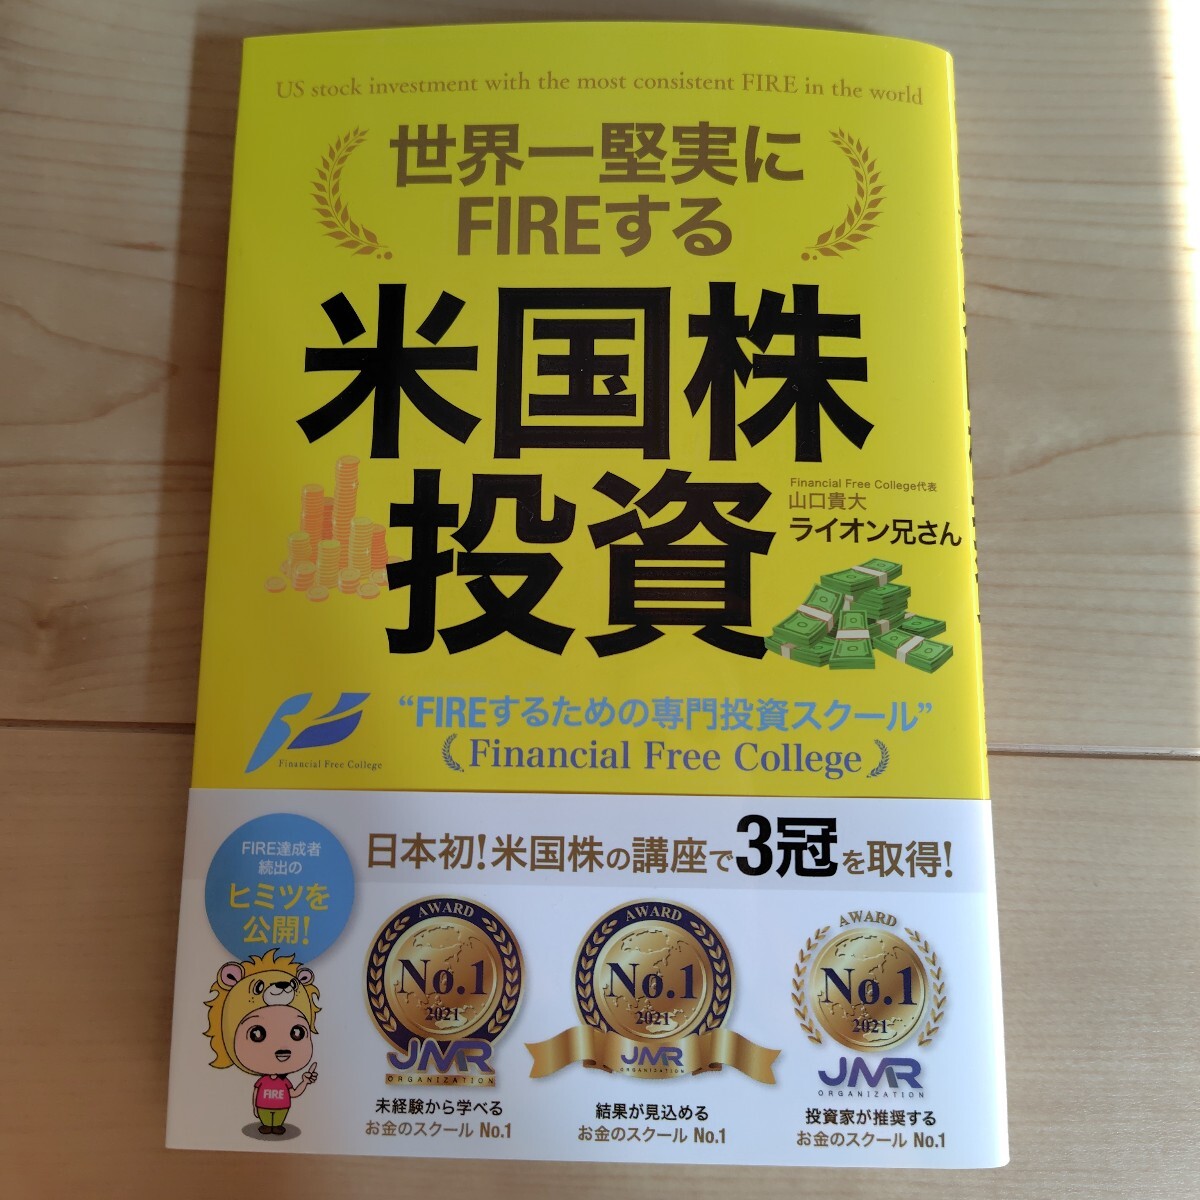 US stock investment with the most consistent FIRE in the world
世界一堅実に
FIREする
米国株
投資
Financial Free College代表
山口貴大
ライオン兄さん
Financial Free College
“FIREするための専門投資スクール”
Financial Free College
FIRE達成者
続出の
ヒミツを
公開!
日本初!米国株の講座で3冠を取得!
AWARD
No.1
2021
JMR
ORGANIZATION
未経験から学べる
お金のスクール No.1
AWARD
No.1
2021
JMR
ORGANIZATION
結果が見込める
お金のスクール No.1
AWARD
No.1
2021
JMR
ORGANIZATION
投資家が推奨する
お金のスクール No.1
FIRE